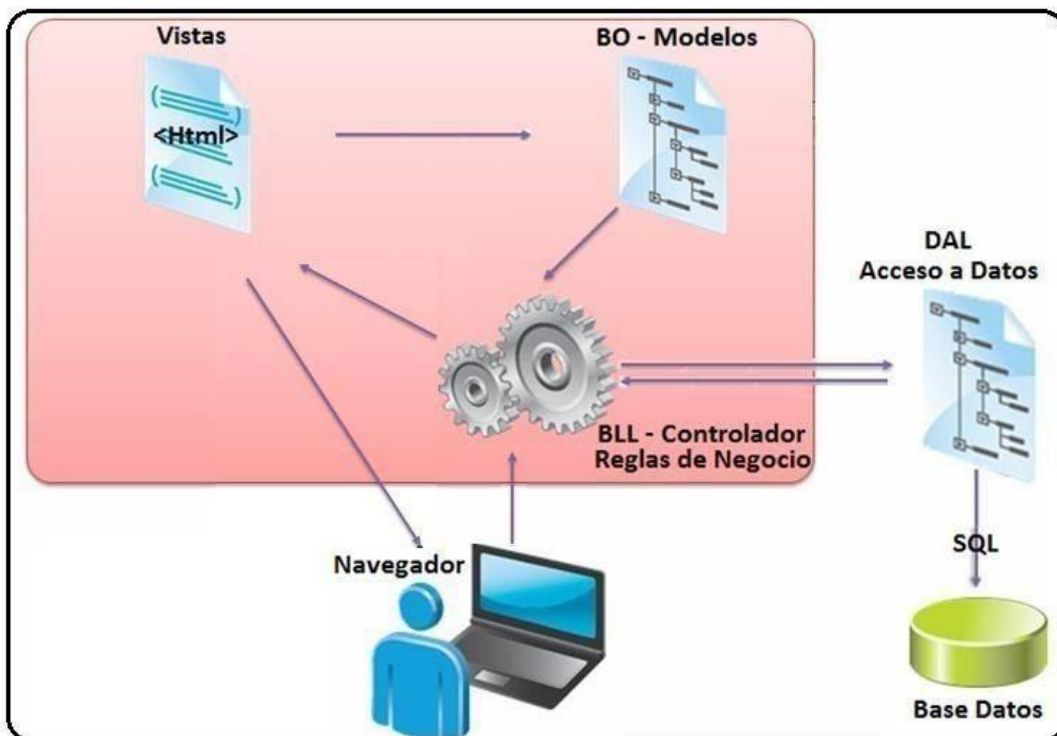 Vistas
BO - Modelos
<Html>
DAL
Acceso a Datos
BLL - Controlador
Reglas de Negocio
SQL
Navegador
Base Datos